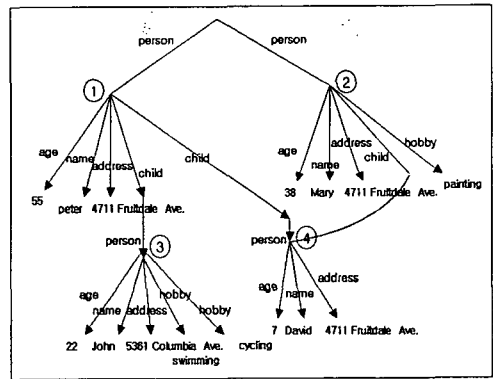 person person
1 2
age name address child child
age name address child hobby
55 peter 4711 Fruitdale Ave.
38 Mary 4711 Fruitdale Ave. painting
person 3 person 4
age name address hobby hobby
age name address
22 John 5361 Columbia Ave. swimming cycling
7 David 4711 Fruitdale Ave.